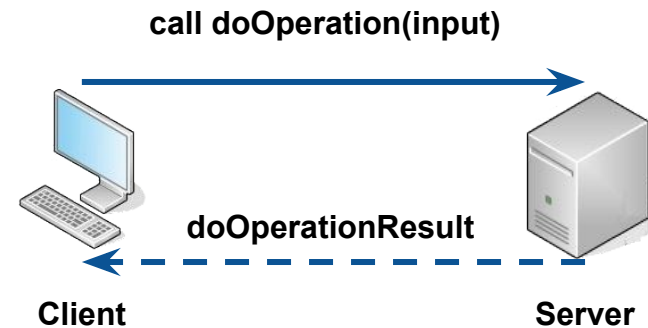 call doOperation(input)
doOperationResult
Client
Server